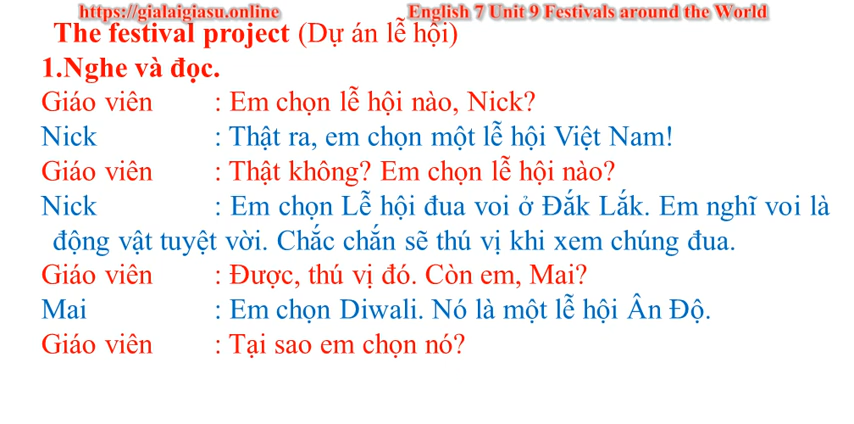 https://gialaigiasu.online English 7 Unit 9 Festivals around the World
The festival project (Dự án lễ hội)
1.Nghe và đọc.
Giáo viên : Em chọn lễ hội nào, Nick?
Nick : Thật ra, em chọn một lễ hội Việt Nam!
Giáo viên : Thật không? Em chọn lễ hội nào?
Nick : Em chọn Lễ hội đua voi ở Đắk Lắk. Em nghĩ voi là
động vật tuyệt vời. Chắc chắn sẽ thú vị khi xem chúng đua.
Giáo viên : Được, thú vị đó. Còn em, Mai?
Mai : Em chọn Diwali. Nó là một lễ hội Ân Độ.
Giáo viên : Tại sao em chọn nó?